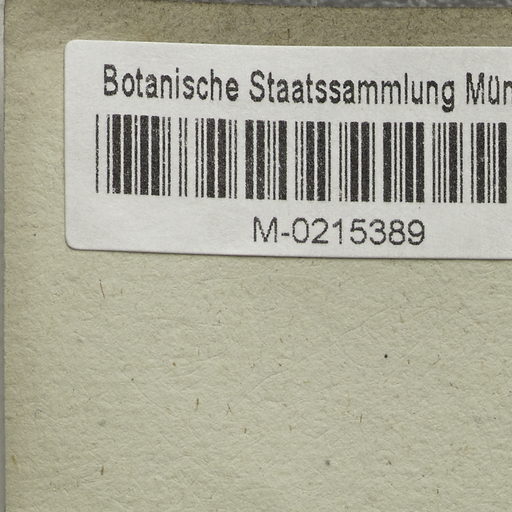 Botanische Staatssammlung Mün
M-0215389